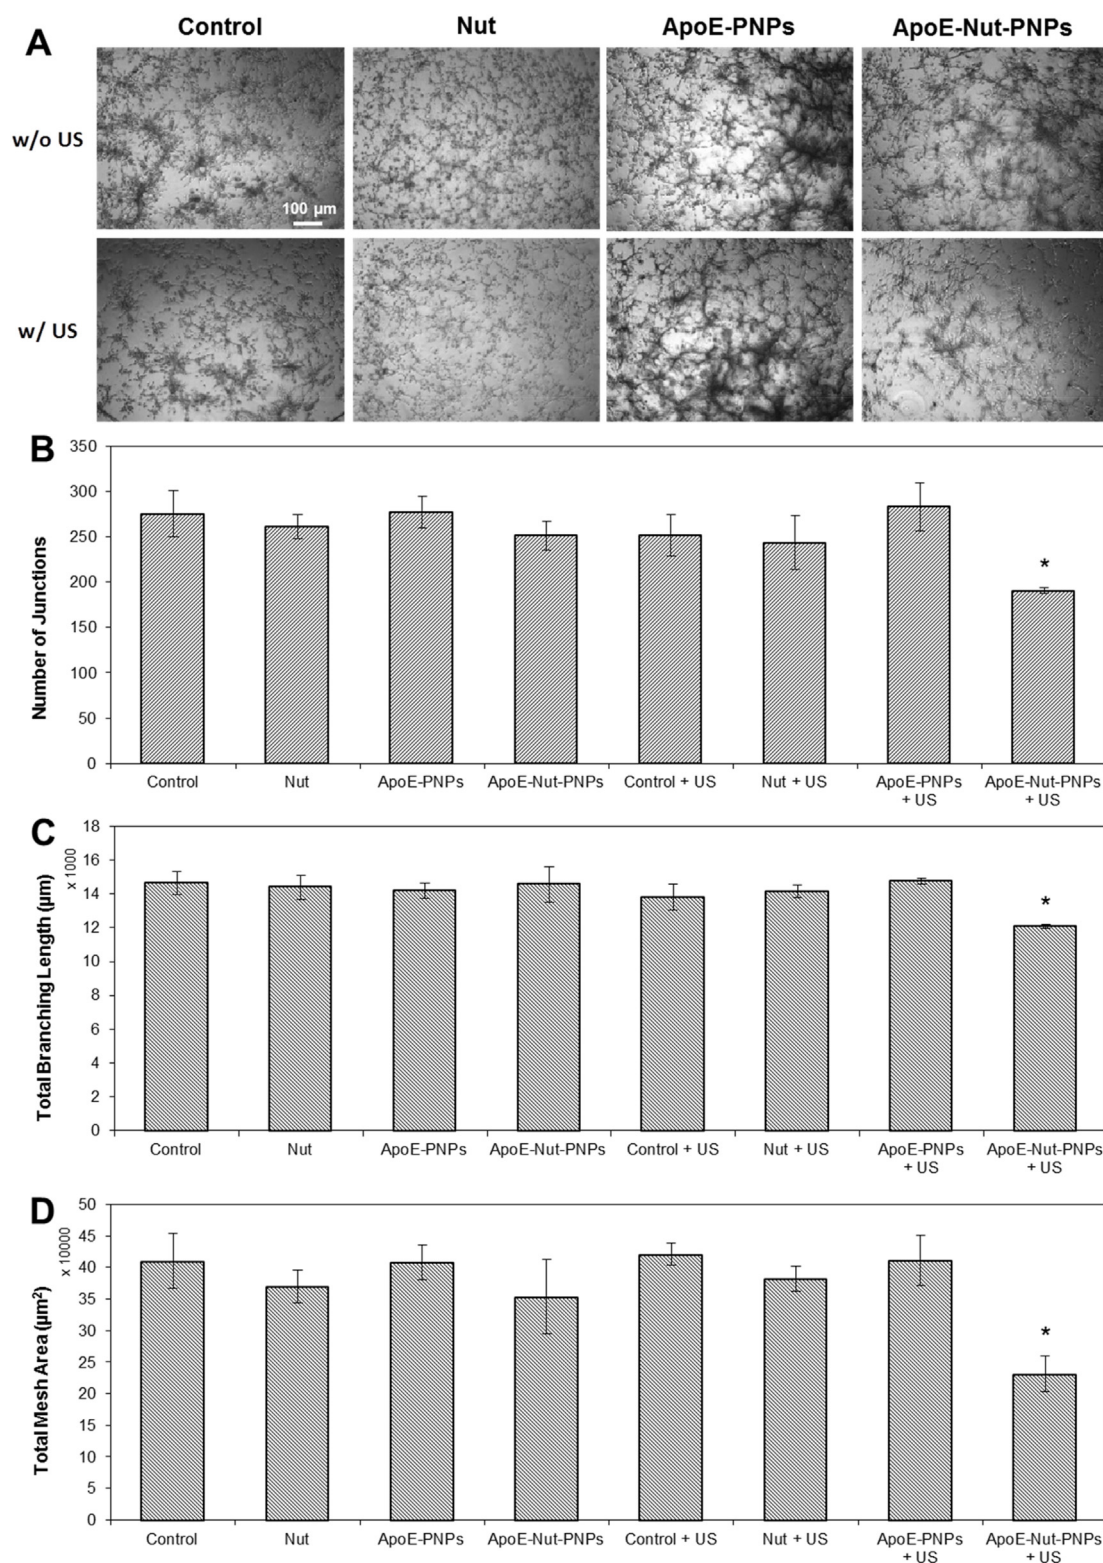 A
Control
Nut
ApoE-PNPs
ApoE-Nut-PNPs
w/o US
100 µm
w/ US
B
Number of Junctions
350
300
250
200
150
100
50
0
*
Control
Nut
ApoE-PNPs
ApoE-Nut-PNPs
Control + US
Nut + US
ApoE-PNPs
+ US
ApoE-Nut-PNPs
+ US
C
Total Branching Length (µm)
x 1000
18
16
14
12
10
8
6
4
2
0
*
Control
Nut
ApoE-PNPs
ApoE-Nut-PNPs
Control + US
Nut + US
ApoE-PNPs
+ US
ApoE-Nut-PNPs
+ US
D
Total Mesh Area (µm²)
x 10000
50
45
40
35
30
25
20
15
10
5
0
*
Control
Nut
ApoE-PNPs
ApoE-Nut-PNPs
Control + US
Nut + US
ApoE-PNPs
+ US
ApoE-Nut-PNPs
+ US